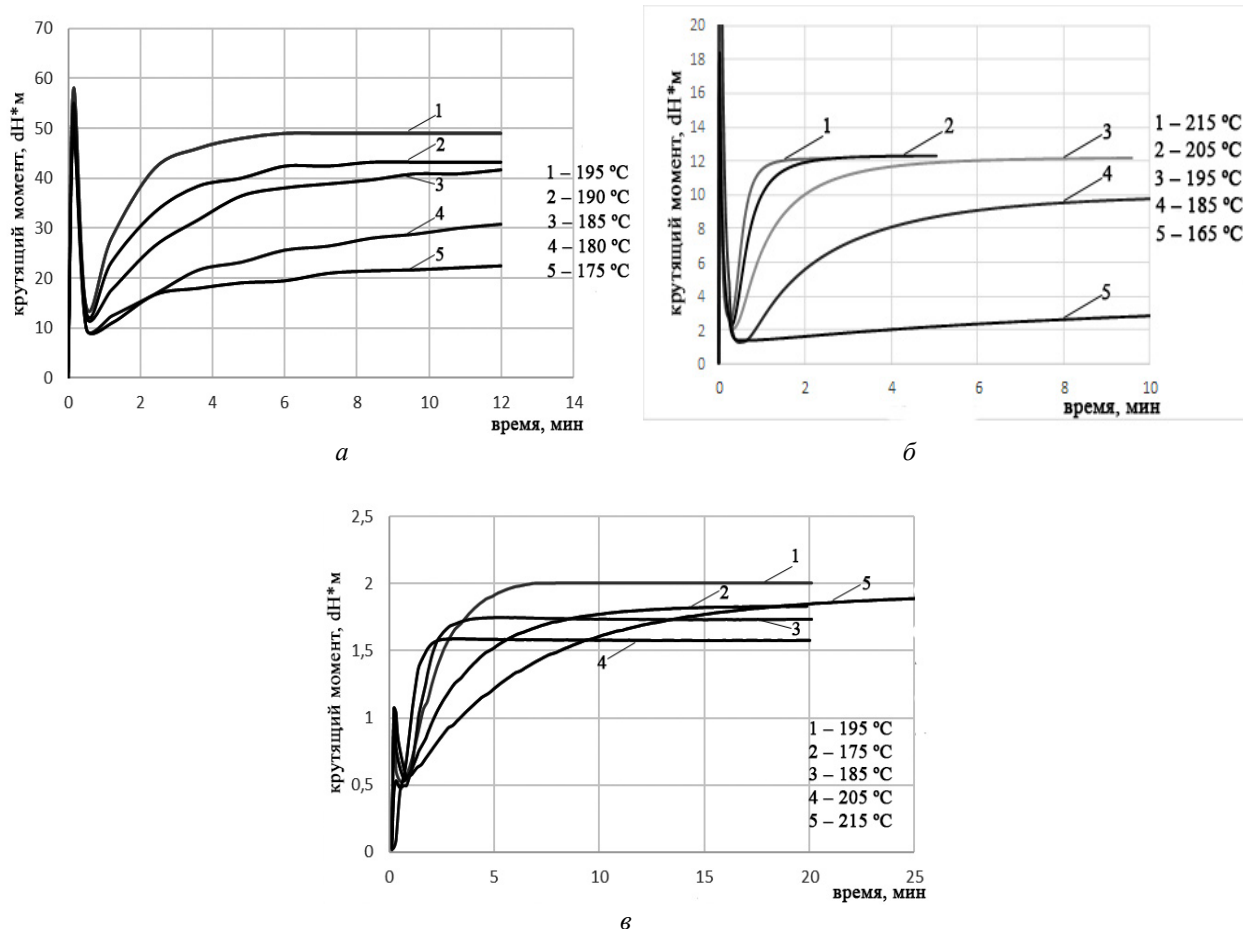 крутящий момент, dH*м
70
60
50
40
30
20
10
0
0 2 4 6 8 10 12 14
время, мин
1
2
3
4
5
1 – 195 ºC
2 – 190 ºC
3 – 185 ºC
4 – 180 ºC
5 – 175 ºC
а
крутящий момент, dH*м
20
18
16
14
12
10
8
6
4
2
0
0 2 4 6 8 10
время, мин
1
2
3
4
5
1 – 215 ºC
2 – 205 ºC
3 – 195 ºC
4 – 185 ºC
5 – 165 ºC
б
крутящий момент, dH*м
2,5
2
1,5
1
0,5
0
0 5 10 15 20 25
время, мин
1
2
5
3
4
1 – 195 ºC
2 – 175 ºC
3 – 185 ºC
4 – 205 ºC
5 – 215 ºC
в